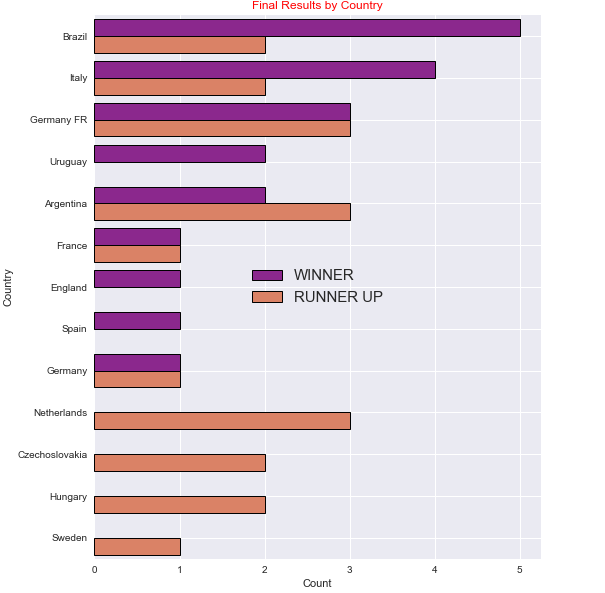 Final Results by Country
Brazil
Italy
Germany FR
Uruguay
Argentina
France
England
Spain
Germany
Netherlands
Czechoslovakia
Hungary
Sweden
Country
WINNER
RUNNER UP
0 1 2 3 4 5
Count